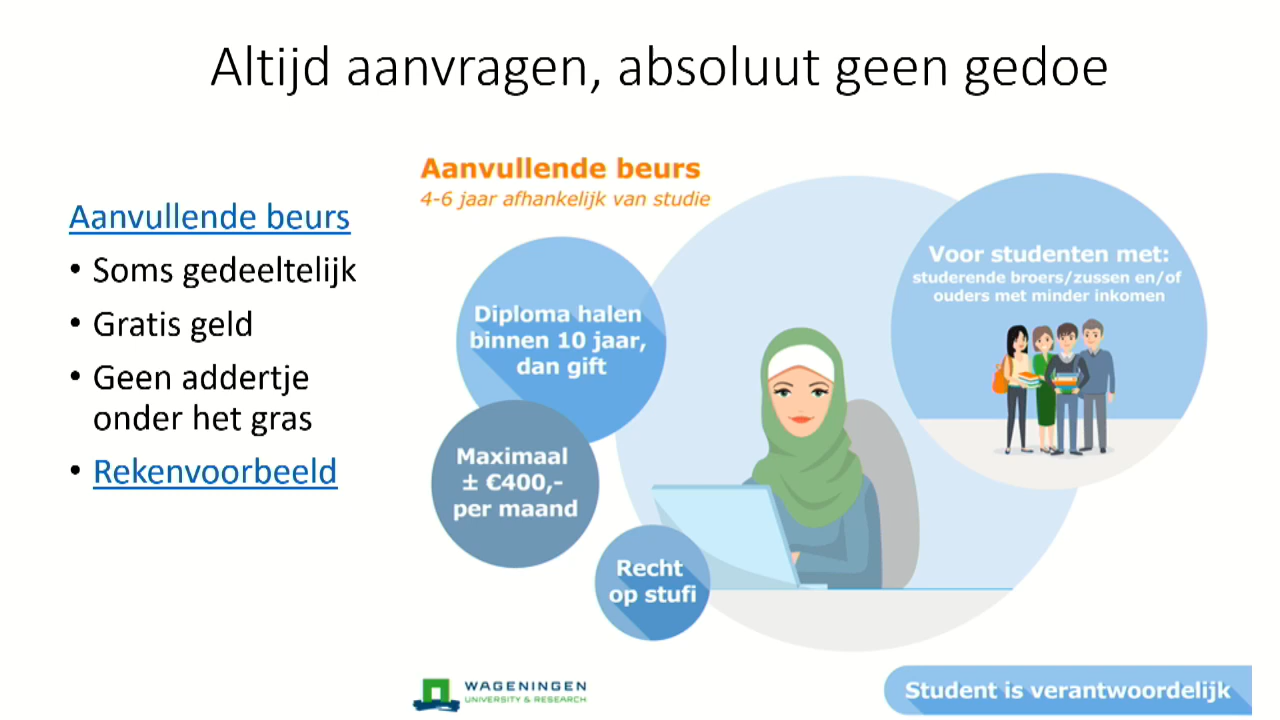 Altijd aanvragen, absoluut geen gedoe
Aanvullende beurs
• Soms gedeeltelijk
• Gratis geld
• Geen addertje
onder het gras
• Rekenvoorbeeld
Aanvullende beurs
4-6 jaar afhankelijk van studie
Diploma halen
binnen 10 jaar,
dan gift
Maximaal
± €400,-
per maand
Recht
op stufi
Voor studenten met:
studerende broers/zussen en/of
ouders met minder inkomen
WAGENINGEN
UNIVERSITY & RESEARCH
Student is verantwoordelijk